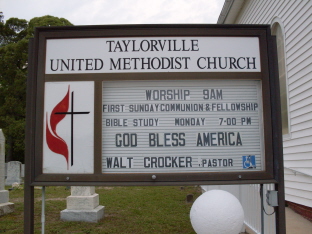 TAYLORVILLE
UNITED METHODIST CHURCH
WORSHIP 9AM
FIRST SUNDAY COMMUNION & FELLOWSHIP
BIBLE STUDY MONDAY 7:00 PM
GOD BLESS AMERICA
WALT CROCKER, PASTOR